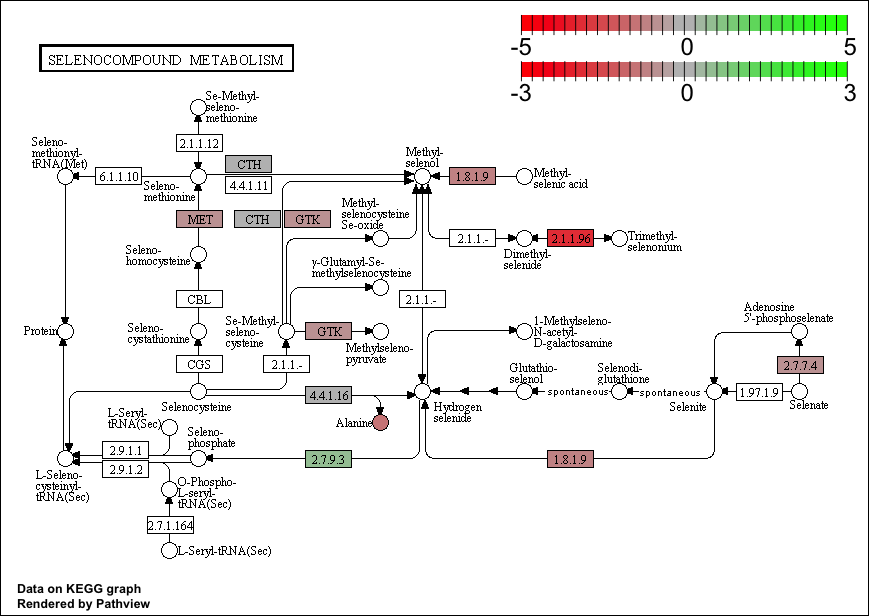 SELENOCOMPOUND METABOLISM
-5 0 5
-3 0 3
Se-Methyl-
seleno-
methionine
2.1.1.12
Seleno-
methionyl-
tRNA(Met)
6.1.1.10
Seleno-
methionine
CTH
4.4.1.11
Methyl-
selenol
1.8.1.9
Methyl-
selenic acid
MET
CTH
GTK
Methyl-
selenocysteine
Se-oxide
2.1.1.-
Dimethyl-
selenide
2.1.1.96
Trimethyl-
selenonium
Seleno-
homocysteine
γ-Glutamyl-Se-
methylselenocysteine
CBL
2.1.1.-
Protein
Seleno-
cystathionine
Se-Methyl-
seleno-
cysteine
GTK
Methylseleno-
pyruvate
1-Methylseleno-
N-acetyl-
D-galactosamine
Adenosine
5'-phosphoselenate
CGS
2.1.1.-
2.7.7.4
Selenocysteine
4.4.1.16
Alanine
Hydrogen
selenide
Glutathio-
selenol
spontaneous
Selenodi-
glutathione
spontaneous
Selenite
1.97.1.9
Selenate
L-Seryl-
tRNA(Sec)
2.9.1.1
2.9.1.2
Seleno-
phosphate
2.7.9.3
1.8.1.9
L-Seleno-
cysteinyl-
tRNA(Sec)
O-Phospho-
L-seryl-
tRNA(Sec)
2.7.1.164
L-Seryl-tRNA(Sec)
Data on KEGG graph
Rendered by Pathview